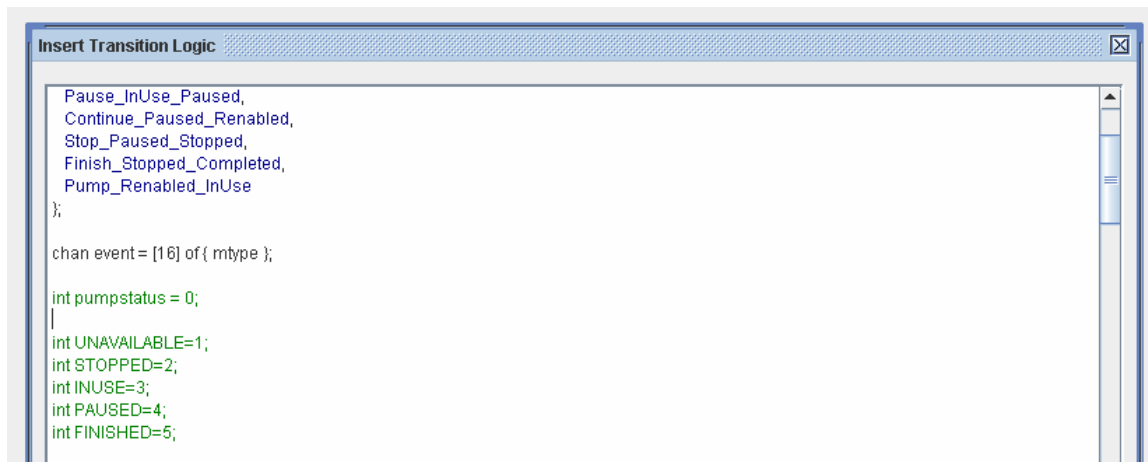 Insert Transition Logic
Pause_InUse_Paused,
Continue_Paused_Renabled,
Stop_Paused_Stopped,
Finish_Stopped_Completed,
Pump_Renabled_InUse
};
chan event = [16] of { mtype };
int pumpstatus = 0;
int UNAVAILABLE=1;
int STOPPED=2;
int INUSE=3;
int PAUSED=4;
int FINISHED=5;